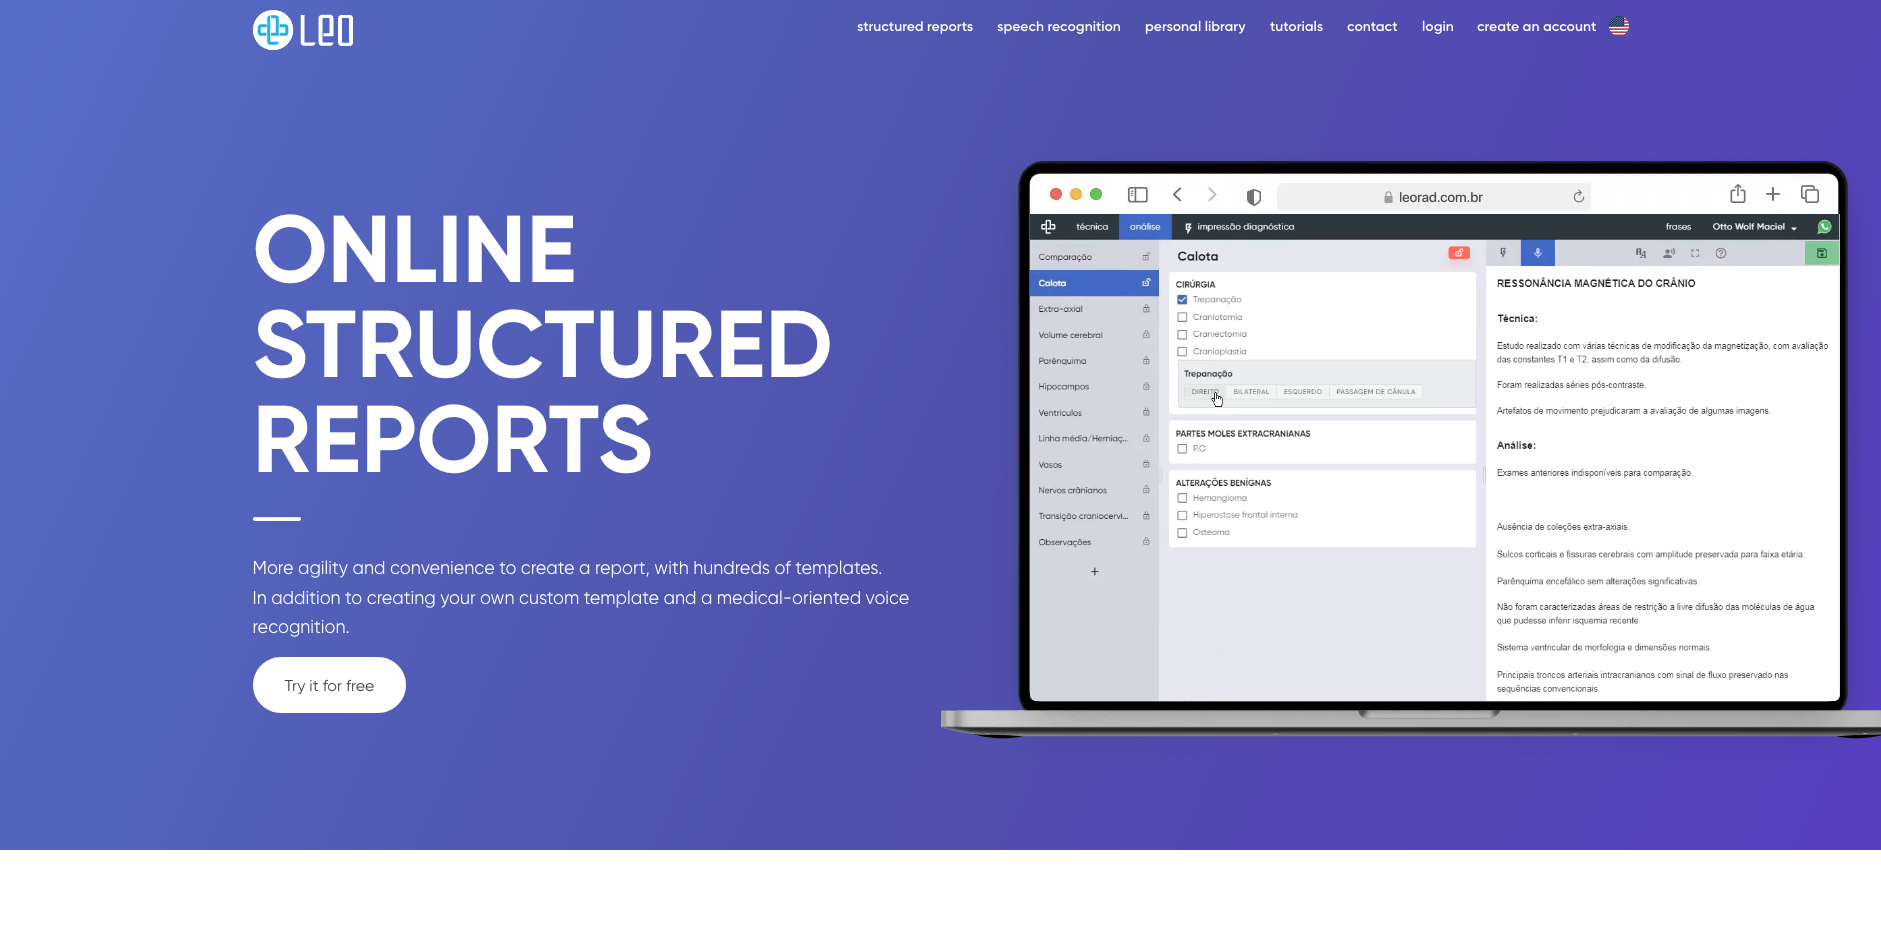 Leo
structured reports speech recognition personal library tutorials contact login create an account
ONLINE
STRUCTURED
REPORTS
More agility and convenience to create a report, with hundreds of templates.
In addition to creating your own custom template and a medical-oriented voice
recognition.
Try it for free
leorad.com.br
técnica análise impressão diagnóstica frases Otto Wolf Maciel
Comparação
Calota
Extra-axial
Volume cerebral
Parênquima
Hipocampos
Ventrículos
Linha média/Herniaç...
Vasos
Nervos crânianos
Transição craniocervi...
Observações
+
Calota
CIRÚRGIA
Trepanação
Craniotomia
Craniectomia
Cranioplastia
Trepanação
DIREITO BILATERAL ESQUERDO PASSAGEM DE CÂNULA
PARTES MOLES EXTRACRANIANAS
P.O
ALTERAÇÕES BENÍGNAS
Hemangioma
Hiperostose frontal interna
Osteoma
RESSONÂNCIA MAGNÉTICA DO CRÂNIO
Técnica:
Estudo realizado com várias técnicas de modificação da magnetização, com avaliação
das constantes T1 e T2, assim como da difusão.
Foram realizadas séries pós-contraste.
Artefatos de movimento prejudicaram a avaliação de algumas imagens.
Análise:
Exames anteriores indisponíveis para comparação.
Ausência de coleções extra-axiais.
Sulcos corticais e fissuras cerebrais com amplitude preservada para faixa etária.
Parênquima encefálico sem alterações significativas.
Não foram caracterizadas áreas de restrição a livre difusão das moléculas de água
que pudesse inferir isquemia recente.
Sistema ventricular de morfologia e dimensões normais.
Principais troncos arteriais intracranianos com sinal de fluxo preservado nas
sequências convencionais.